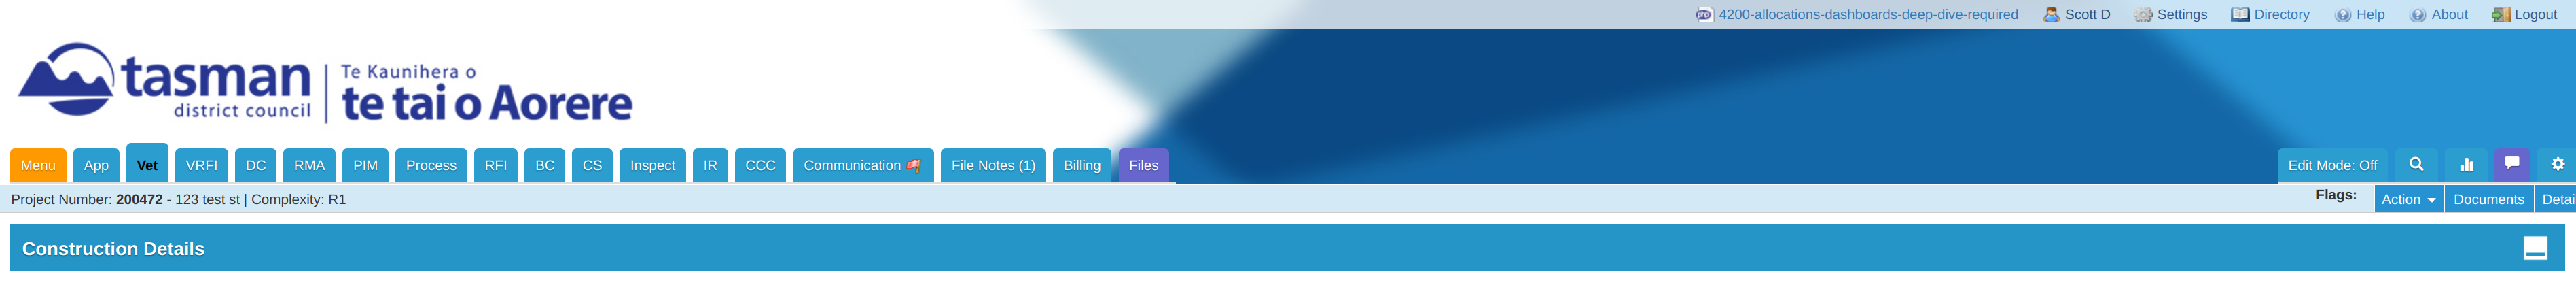 4200-allocations-dashboards-deep-dive-required Scott D Settings Directory Help About Logout
tasman district council Te Kaunihera o te tai o Aorere
Menu App Vet VRFI DC RMA PIM Process RFI BC CS Inspect IR CCC Communication File Notes (1) Billing Files Edit Mode: Off
Project Number: 200472 - 123 test st | Complexity: R1 Flags: Action Documents Detai
Construction Details